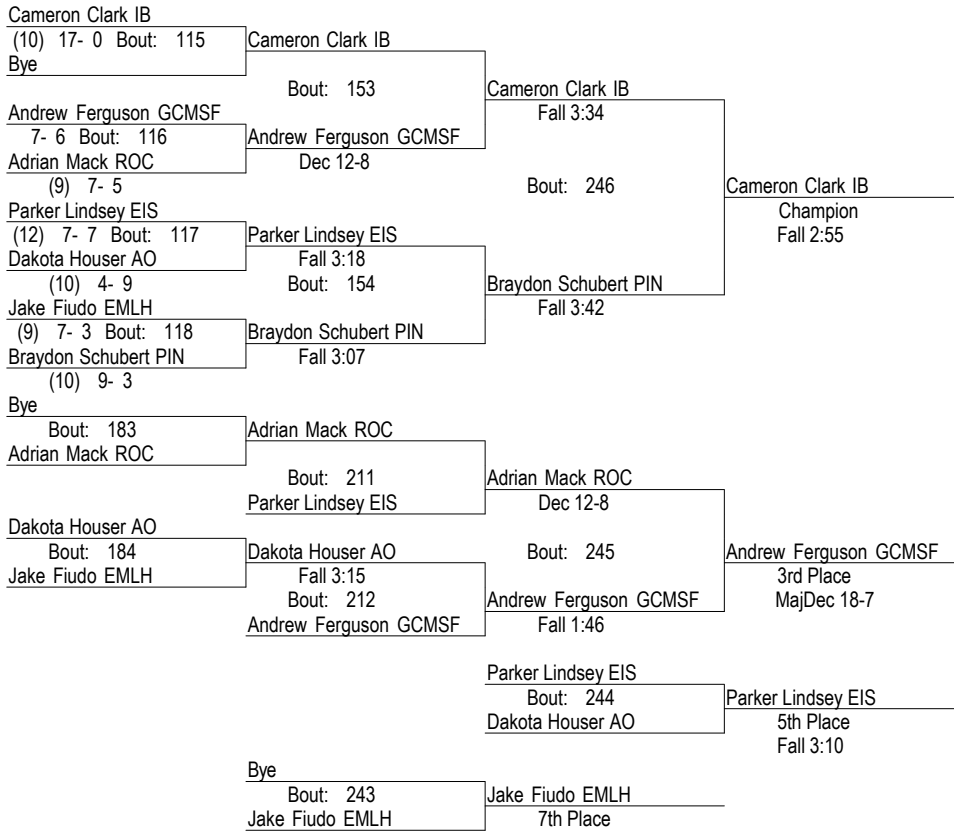 Cameron Clark IB
(10) 17- 0 Bout: 115
Cameron Clark IB
Bye
Bout: 153
Cameron Clark IB
Andrew Ferguson GCMSF
Fall 3:34
7- 6 Bout: 116
Andrew Ferguson GCMSF
Adrian Mack ROC
Dec 12-8
(9) 7- 5
Bout: 246
Cameron Clark IB
Parker Lindsey EIS
Champion
(12) 7- 7 Bout: 117
Parker Lindsey EIS
Fall 2:55
Dakota Houser AO
Fall 3:18
(10) 4- 9
Bout: 154
Braydon Schubert PIN
Jake Fiudo EMLH
Fall 3:42
(9) 7- 3 Bout: 118
Braydon Schubert PIN
Braydon Schubert PIN
Fall 3:07
(10) 9- 3
Bye
Bout: 183
Adrian Mack ROC
Adrian Mack ROC
Bout: 211
Adrian Mack ROC
Parker Lindsey EIS
Dec 12-8
Dakota Houser AO
Bout: 184
Dakota Houser AO
Bout: 245
Andrew Ferguson GCMSF
Jake Fiudo EMLH
Fall 3:15
3rd Place
Bout: 212
Andrew Ferguson GCMSF
MajDec 18-7
Andrew Ferguson GCMSF
Fall 1:46
Parker Lindsey EIS
Bout: 244
Parker Lindsey EIS
Dakota Houser AO
5th Place
Fall 3:10
Bye
Bout: 243
Jake Fiudo EMLH
Jake Fiudo EMLH
7th Place